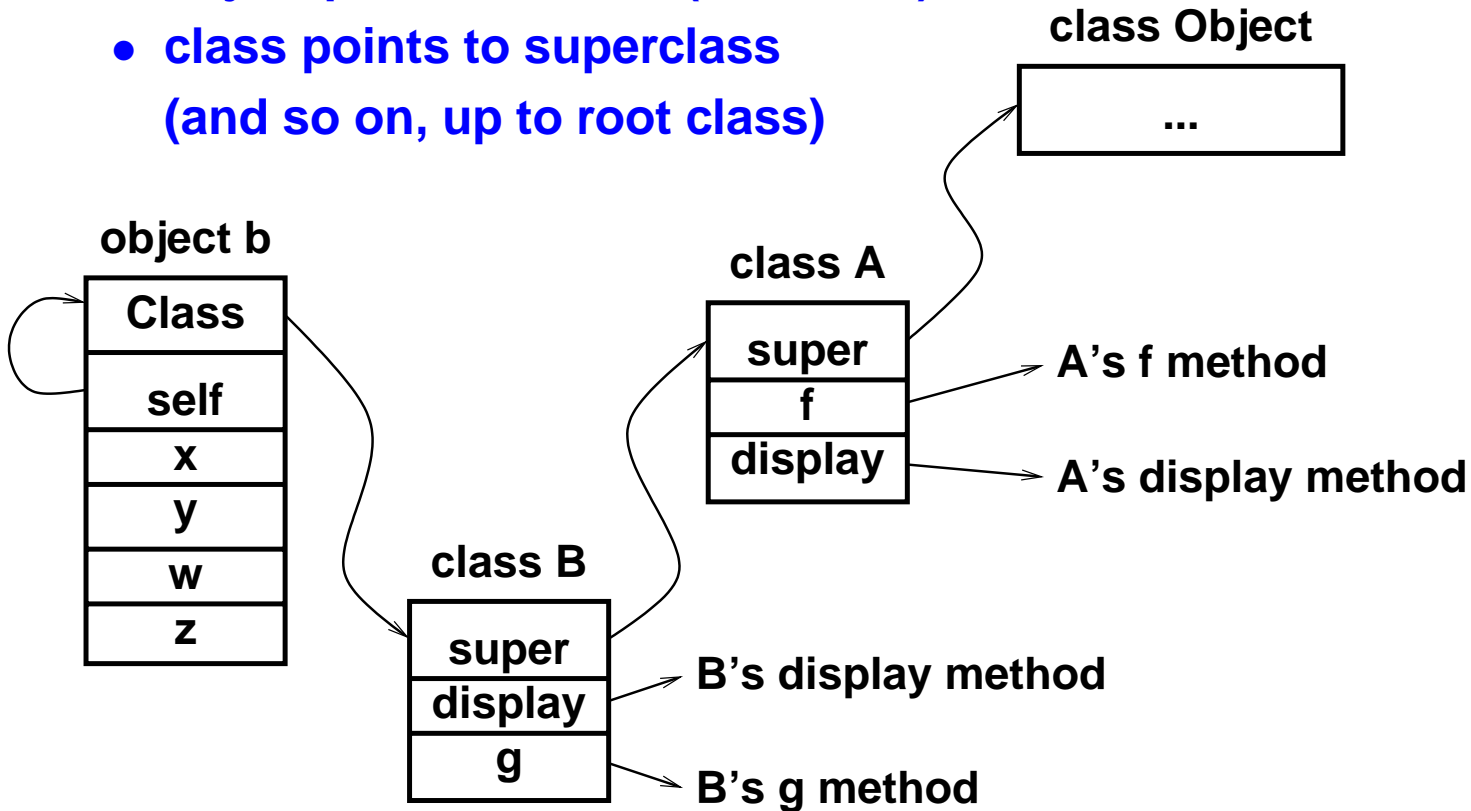 ● class points to superclass
(and so on, up to root class)
class Object
...
object b
Class
self
x
y
w
z
class A
super
f
display
A’s f method
A’s display method
class B
super
display
g
B’s display method
B’s g method